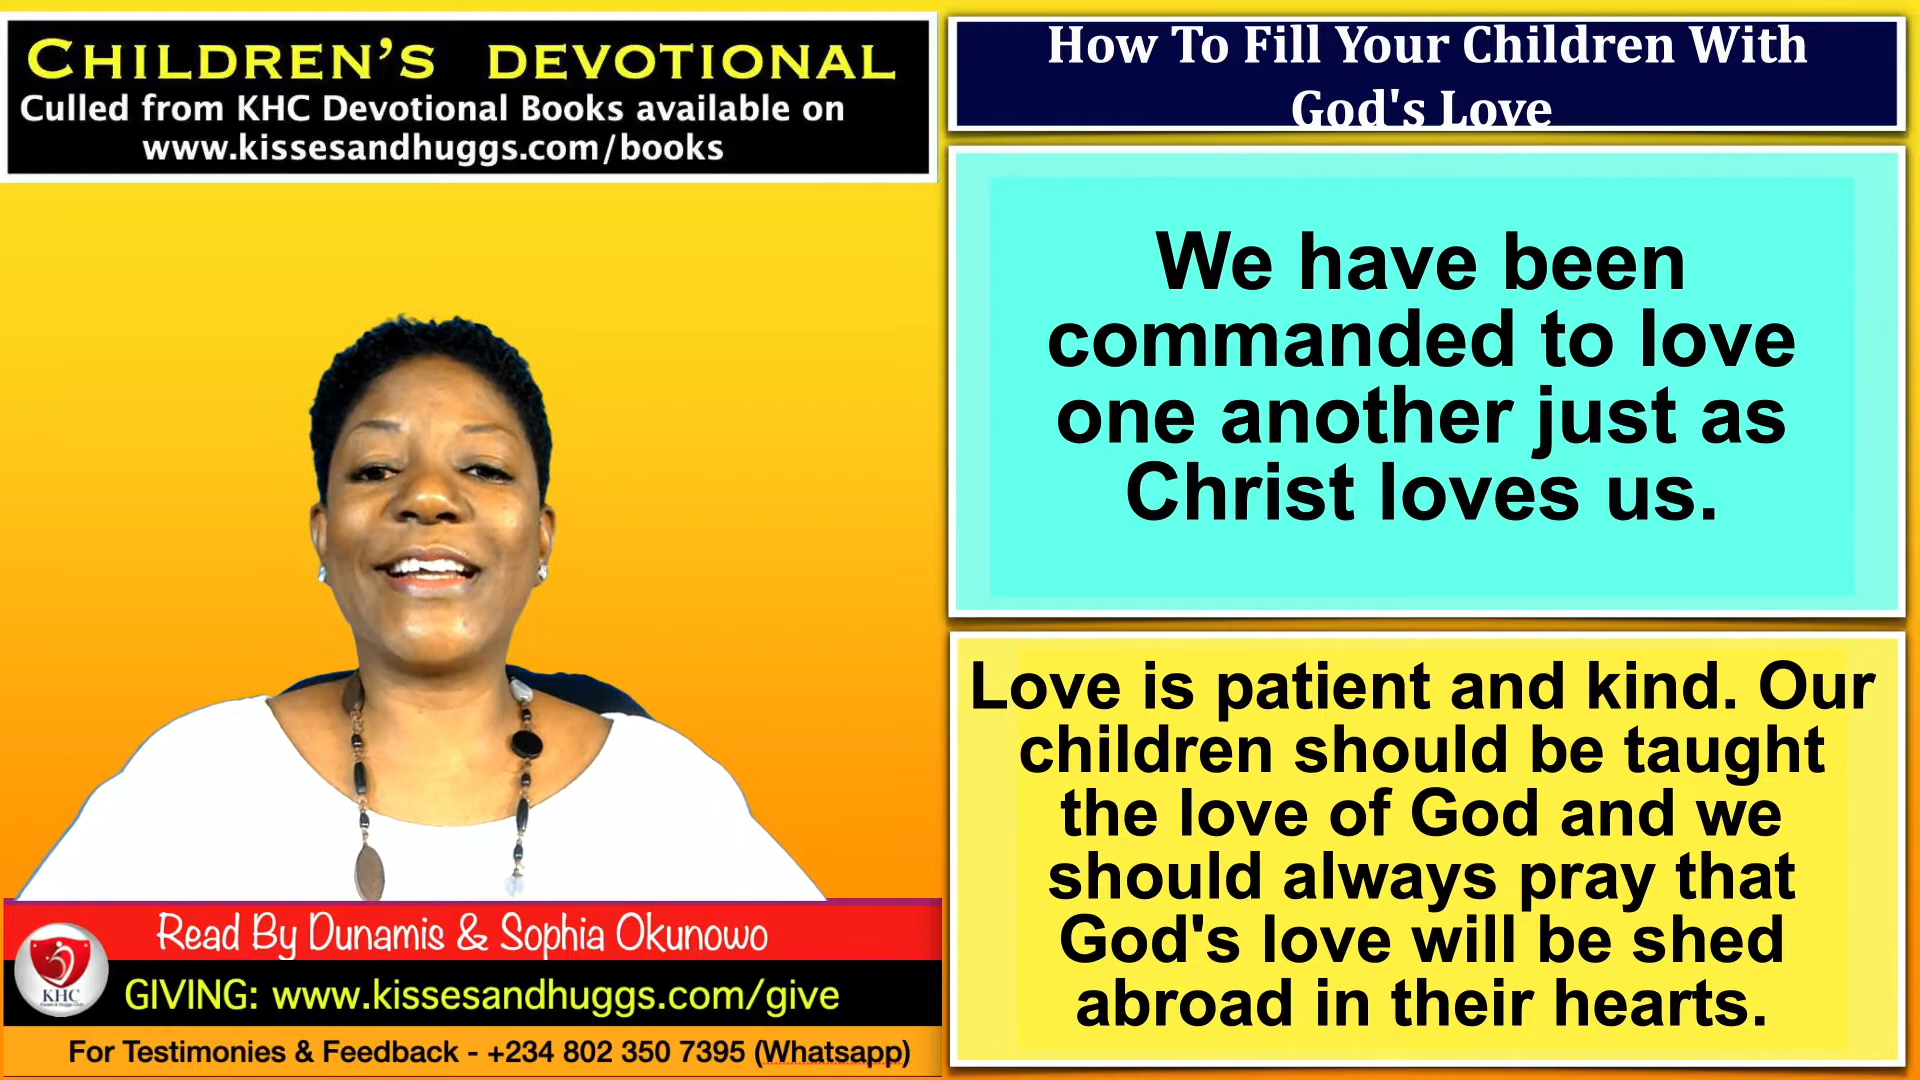 CHILDREN'S DEVOTIONAL
Culled from KHC Devotional Books available on
www.kissesandhuggs.com/books
How To Fill Your Children With
God's Love
We have been
commanded to love
one another just as
Christ loves us.
Love is patient and kind. Our
children should be taught
the love of God and we
should always pray that
God's love will be shed
abroad in their hearts.
Read By Dunamis & Sophia Okunowo
KHC
GIVING: www.kissesandhuggs.com/give
For Testimonies & Feedback - +234 802 350 7395 (Whatsapp)